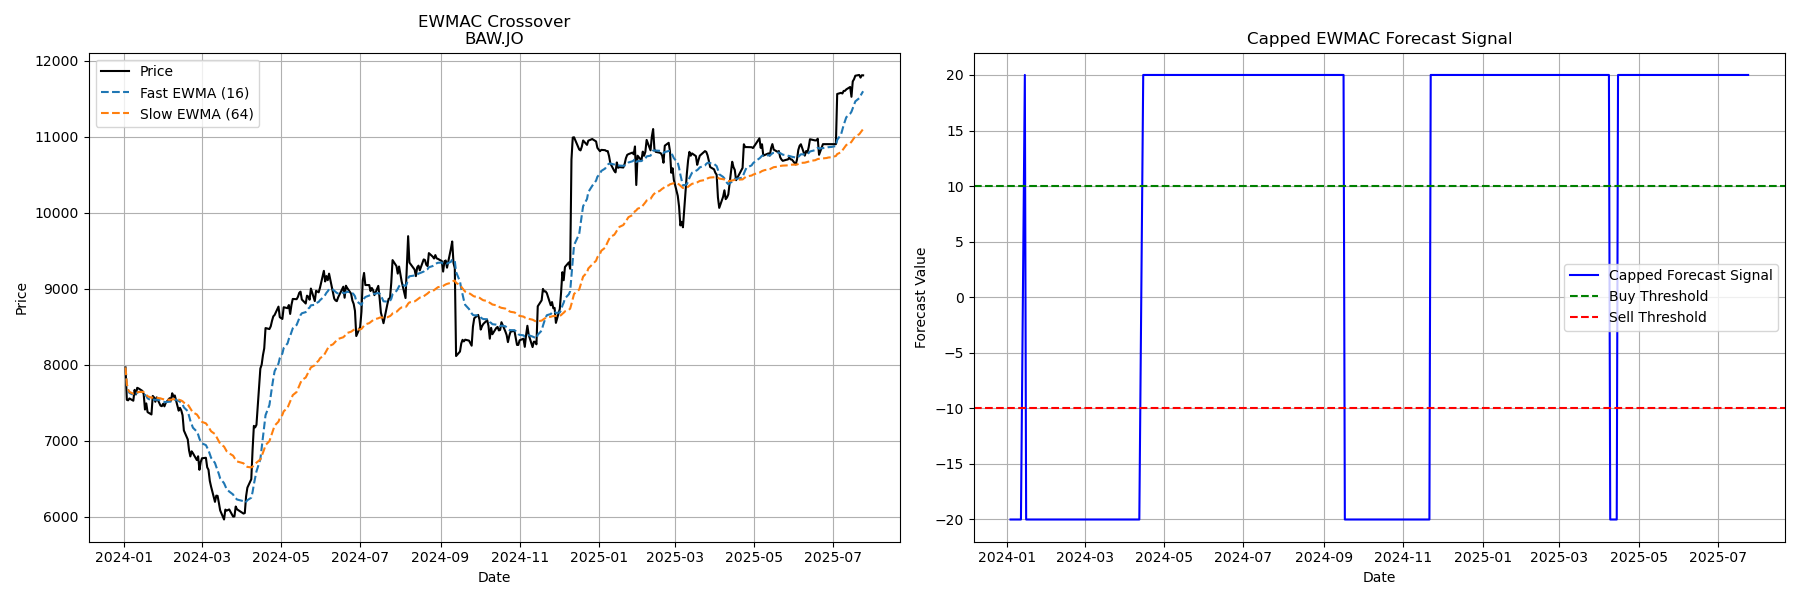 EWMAC Crossover
BAW.JO
Price
Fast EWMA (16)
Slow EWMA (64)
12000
11000
10000
9000
8000
7000
6000
Price
2024-01 2024-03 2024-05 2024-07 2024-09 2024-11 2025-01 2025-03 2025-05 2025-07
Date
Capped EWMAC Forecast Signal
20
15
10
5
0
−5
−10
−15
−20
Forecast Value
Capped Forecast Signal
Buy Threshold
Sell Threshold
2024-01 2024-03 2024-05 2024-07 2024-09 2024-11 2025-01 2025-03 2025-05 2025-07
Date